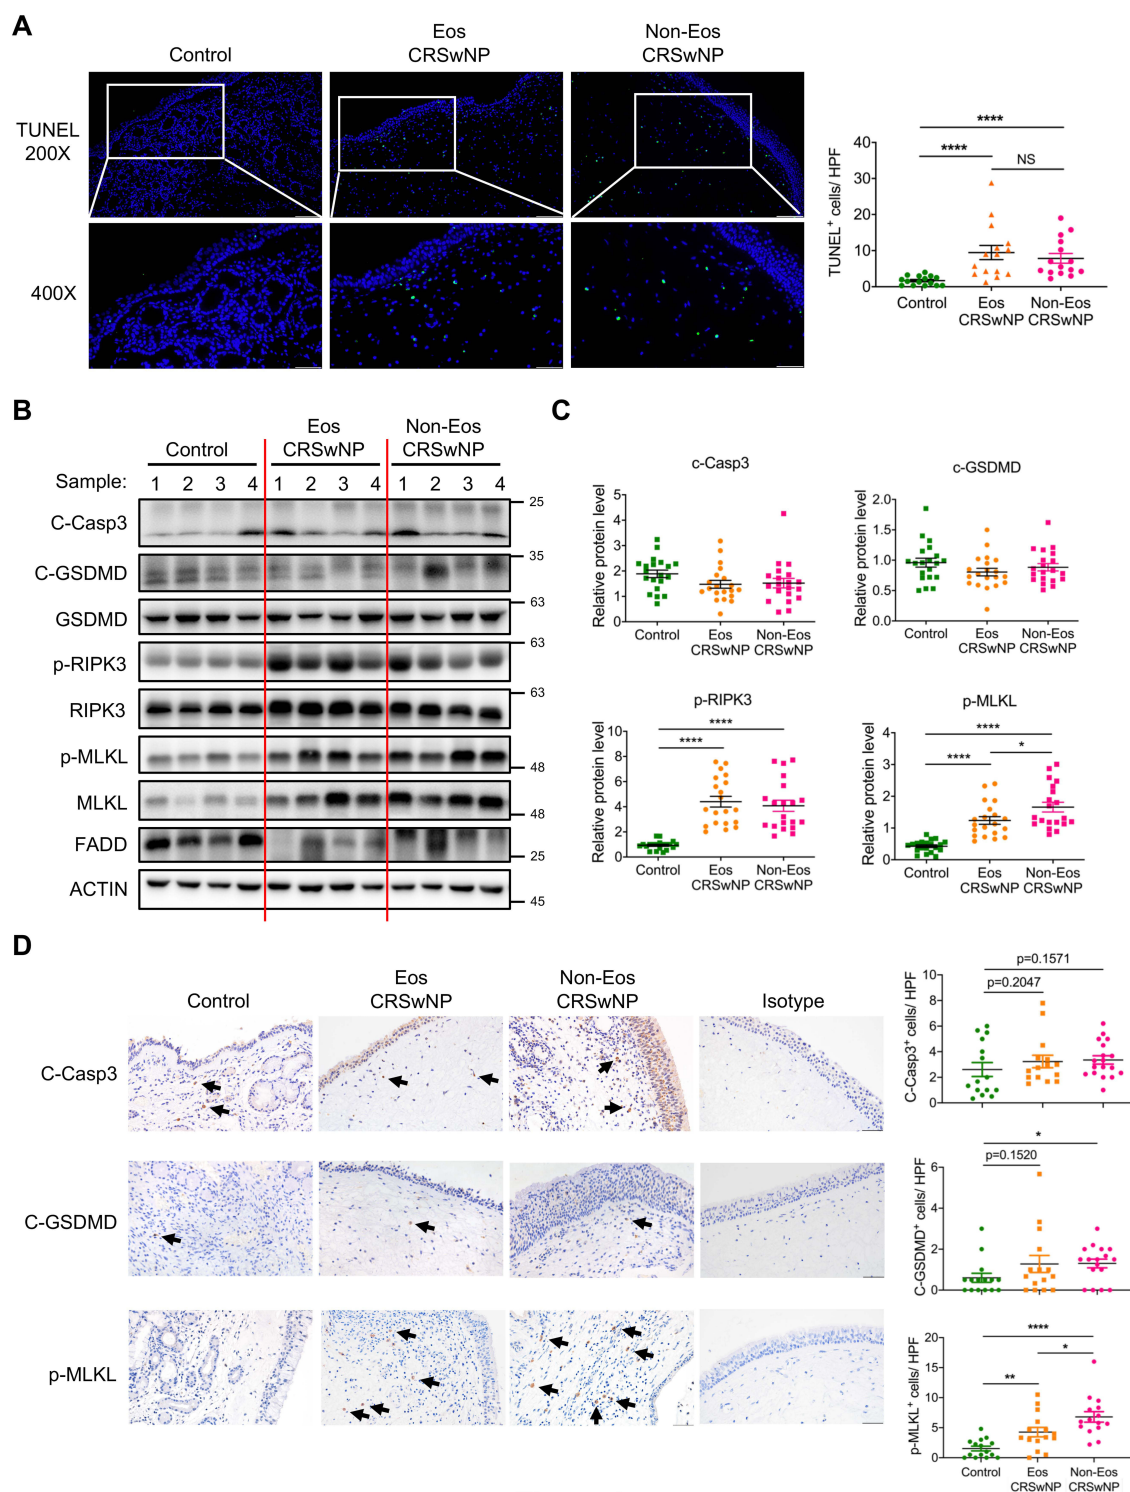 A
Control
Eos
CRSwNP
Non-Eos
CRSwNP
TUNEL
200X
400X
TUNEL+ cells/ HPF
40
30
20
10
0
****
****
NS
Control
Eos
CRSwNP
Non-Eos
CRSwNP
B
Control
Eos
CRSwNP
Non-Eos
CRSwNP
Sample: 1 2 3 4 1 2 3 4 1 2 3 4
C-Casp3
25
C-GSDMD
35
GSDMD
63
p-RIPK3
63
RIPK3
63
p-MLKL
48
MLKL
48
FADD
25
ACTIN
45
C
c-Casp3
Relative protein level
5
4
3
2
1
0
Control
Eos
CRSwNP
Non-Eos
CRSwNP
c-GSDMD
Relative protein level
2.0
1.5
1.0
0.5
0.0
Control
Eos
CRSwNP
Non-Eos
CRSwNP
p-RIPK3
Relative protein level
10
8
6
4
2
0
****
****
Control
Eos
CRSwNP
Non-Eos
CRSwNP
p-MLKL
Relative protein level
4
3
2
1
0
****
****
*
Control
Eos
CRSwNP
Non-Eos
CRSwNP
D
Control
Eos
CRSwNP
Non-Eos
CRSwNP
Isotype
C-Casp3
C-GSDMD
p-MLKL
C-Casp3+ cells/ HPF
10
8
6
4
2
0
p=0.1571
p=0.2047
C-GSDMD+ cells/ HPF
6
4
2
0
*
p=0.1520
p-MLKL+ cells/ HPF
20
15
10
5
0
****
*
**
Control
Eos
CRSwNP
Non-Eos
CRSwNP